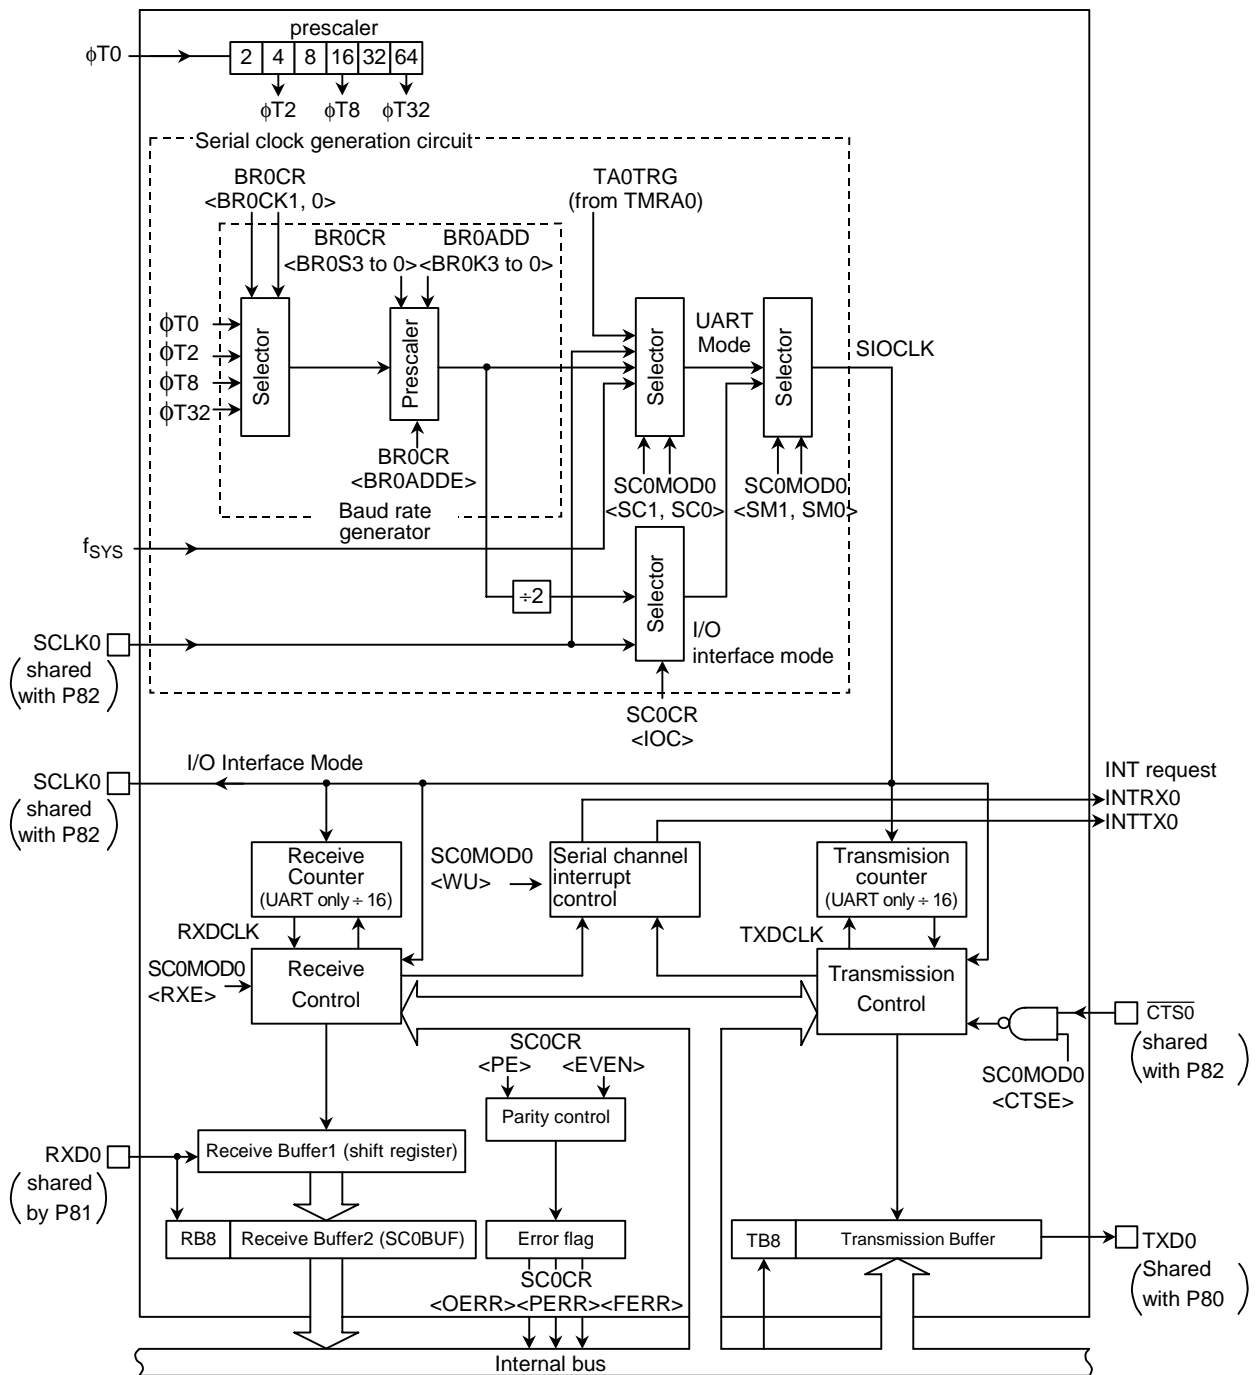 prescaler
ϕT0
2 4 8 16 32 64
ϕT2 ϕT8 ϕT32
Serial clock generation circuit
BR0CR
<BR0CK1, 0>
TA0TRG
(from TMRA0)
BR0CR
<BR0S3 to 0>
BR0ADD
<BR0K3 to 0>
ϕT0
ϕT2
ϕT8
ϕT32
Selector
Prescaler
Selector
UART
Mode
Selector
SIOCLK
BR0CR
<BR0ADDE>
SC0MOD0
<SC1, SC0>
SC0MOD0
<SM1, SM0>
Baud rate
generator
fSYS
÷2
Selector
I/O
interface mode
SCLK0
(shared
with P82)
SC0CR
<IOC>
I/O Interface Mode
SCLK0
(shared
with P82)
INT request
INTRX0
INTTX0
Receive
Counter
(UART only ÷ 16)
SC0MOD0
<WU>
Serial channel
interrupt
control
Transmision
counter
(UART only ÷ 16)
RXDCLK
TXDCLK
SC0MOD0
<RXE>
Receive
Control
Transmission
Control
CTS0
(shared
with P82)
SC0MOD0
<CTSE>
SC0CR
<PE> <EVEN>
Parity control
RXD0
(shared
by P81)
Receive Buffer1 (shift register)
RB8
Receive Buffer2 (SC0BUF)
Error flag
SC0CR
<OERR><PERR><FERR>
TB8
Transmission Buffer
TXD0
(Shared
with P80)
Internal bus